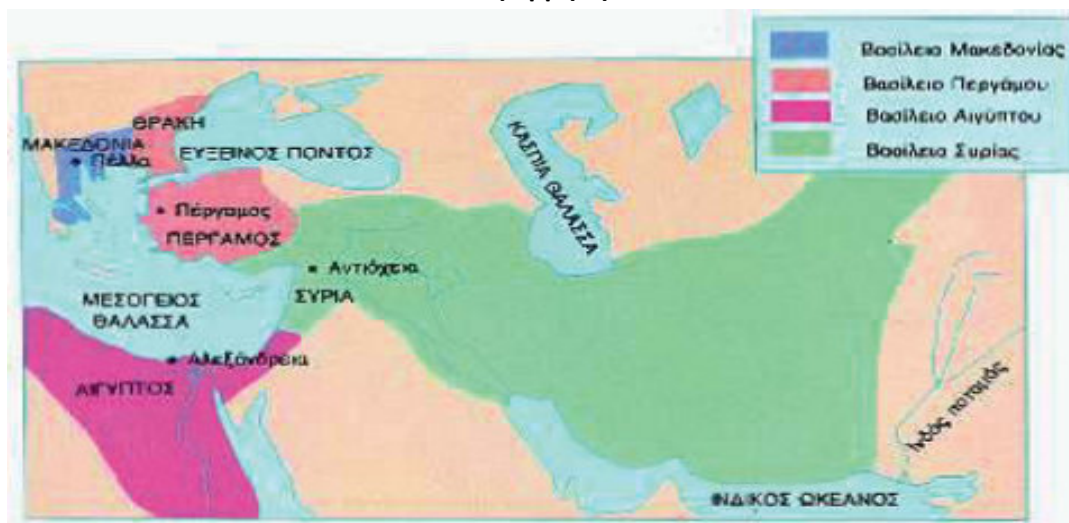 Βασίλειο Μακεδονίας
Βασίλειο Περγάμου
Βασίλειο Αιγύπτου
Βασίλειο Συρίας
ΘΡΑΚΗ
ΜΑΚΕΔΟΝΙΑ
Πέλλα
ΕΥΞΕΙΝΟΣ ΠΟΝΤΟΣ
ΚΑΣΠΙΑ ΘΑΛΑΣΣΑ
Πέργαμος
ΠΕΡΓΑΜΟΣ
Αντιόχεια
ΣΥΡΙΑ
ΜΕΣΟΓΕΙΟΣ
ΘΑΛΑΣΣΑ
Αλεξάνδρεια
ΑΙΓΥΠΤΟΣ
Ινδός ποταμός
ΙΝΔΙΚΟΣ ΩΚΕΑΝΟΣ